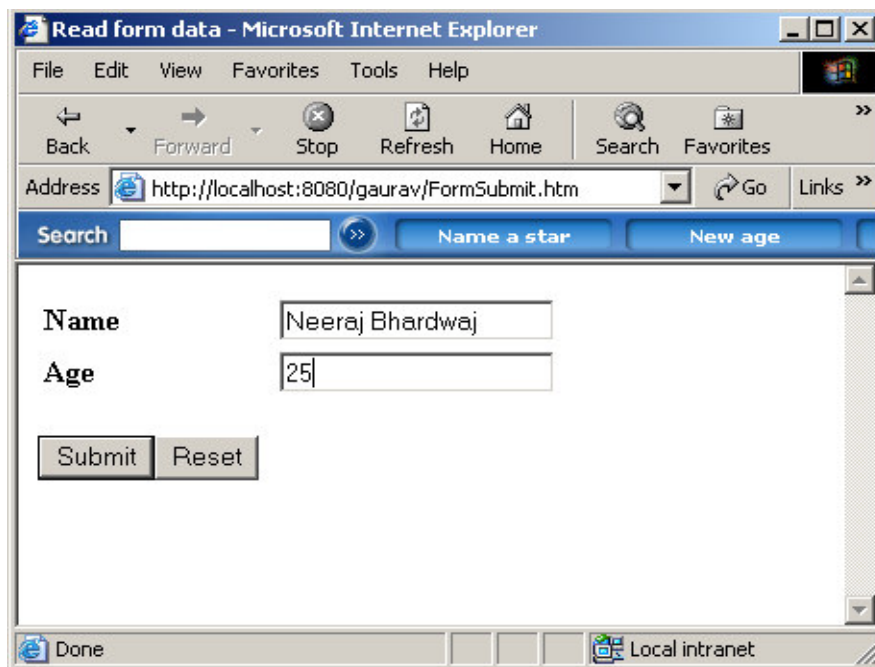 Read form data - Microsoft Internet Explorer
File Edit View Favorites Tools Help
Back Forward Stop Refresh Home Search Favorites »
Address http://localhost:8080/gaurav/FormSubmit.htm Go Links »
Search Name a star New age
Name Neeraj Bhardwaj
Age 25
Submit Reset
Done Local intranet